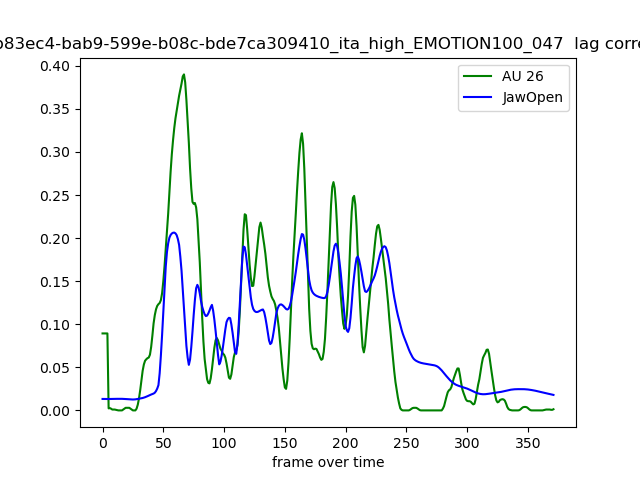 b83ec4-bab9-599e-b08c-bde7ca309410_ita_high_EMOTION100_047 lag corre
AU 26
JawOpen
0.40
0.35
0.30
0.25
0.20
0.15
0.10
0.05
0.00
0 50 100 150 200 250 300 350
frame over time